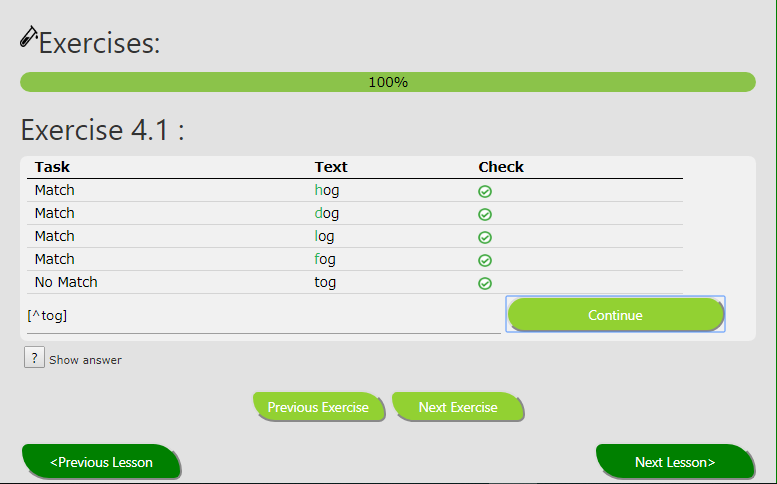 Exercises:
100%
Exercise 4.1 :
Task Text Check
Match hog
Match dog
Match log
Match fog
No Match tog
[^tog] Continue
? Show answer
Previous Exercise Next Exercise
<Previous Lesson Next Lesson>